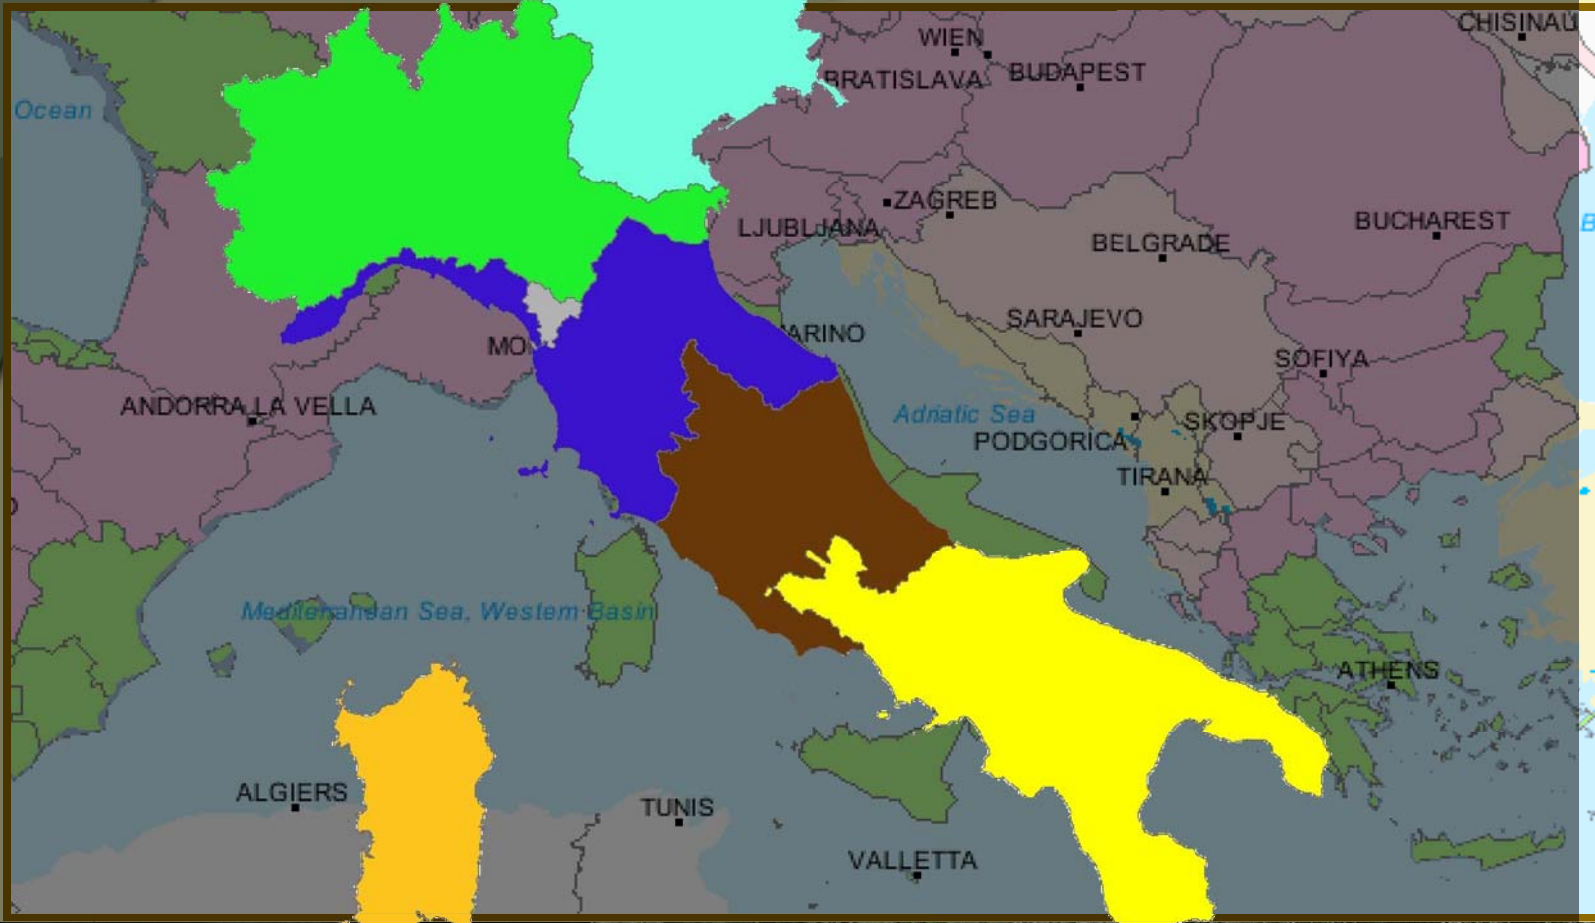 CHISINAU
WIEN
BRATISLAVA
BUDAPEST
Ocean
ZAGREB
LJUBLJANA
BUCHAREST
BELGRADE
SARAJEVO
ARINO
MO
SOFIYA
ANDORRA LA VELLA
Adriatic Sea
SKOPJE
PODGORICA
TIRANA
Mediterranean Sea, Western Basin
ATHENS
ALGIERS
TUNIS
VALLETTA